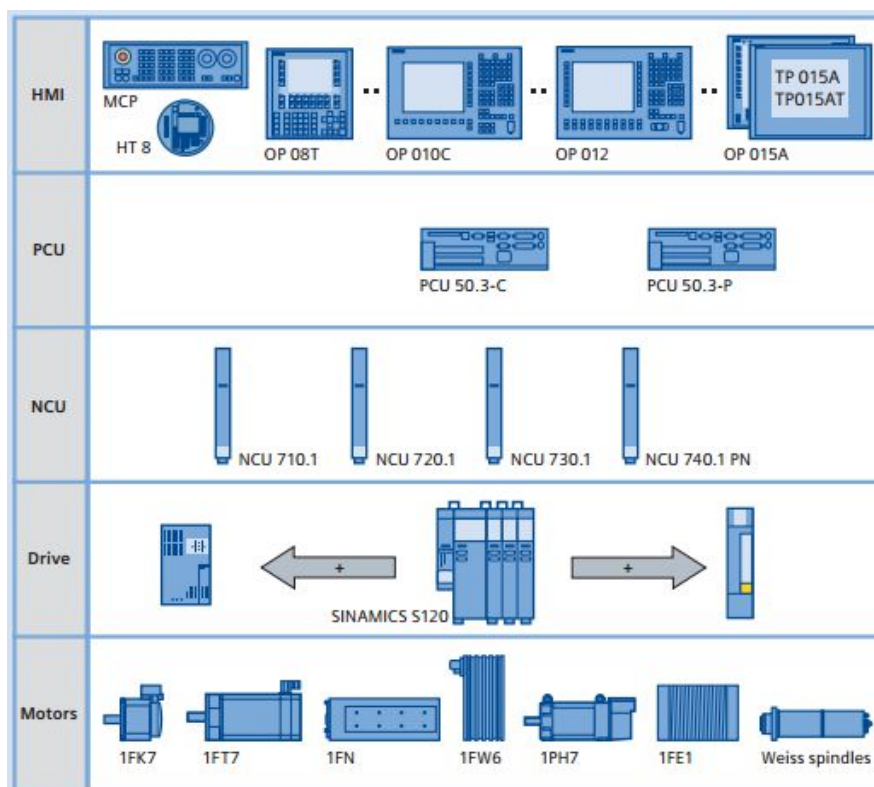 HMI
MCP
HT 8
OP 08T
OP 010C
OP 012
TP 015A
TP015AT
OP 015A
PCU
PCU 50.3-C
PCU 50.3-P
NCU
NCU 710.1
NCU 720.1
NCU 730.1
NCU 740.1 PN
Drive
+
+
SINAMICS S120
Motors
1FK7
1FT7
1FN
1FW6
1PH7
1FE1
Weiss spindles